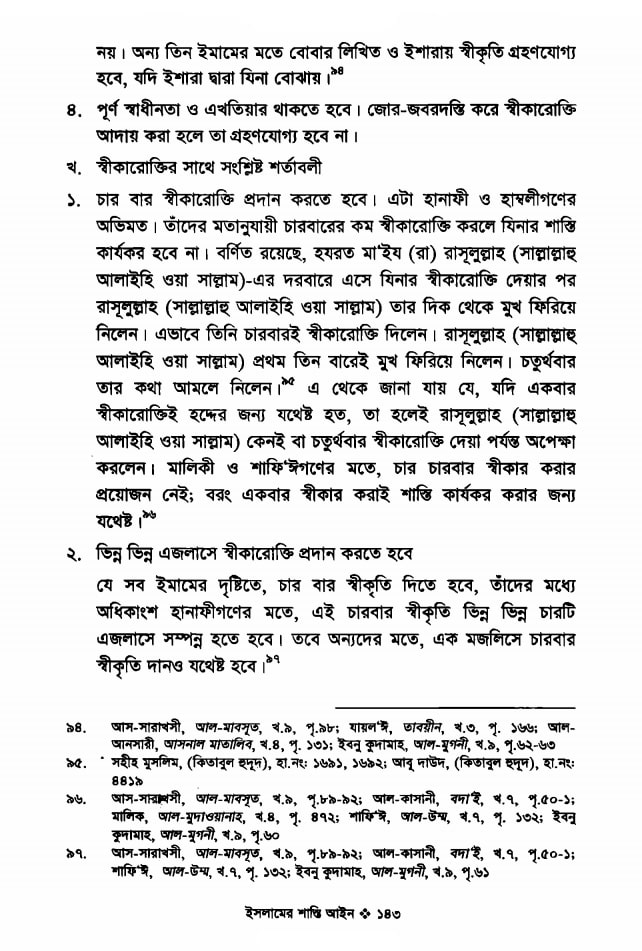 নয়। অন্য তিন ইমামের মতে বোবার লিখিত ও ইশারায় স্বীকৃতি গ্রহণযোগ্য
হবে, যদি ইশারা দ্বারা যিনা বোঝায়।৯৪
৪. পূর্ণ স্বাধীনতা ও এখতিয়ার থাকতে হবে। জোর-জবরদস্তি করে স্বীকারোক্তি
আদায় করা হলে তা গ্রহণযোগ্য হবে না।
খ. স্বীকারোক্তির সাথে সংশ্লিষ্ট শর্তাবলী
১. চার বার স্বীকারোক্তি প্রদান করতে হবে। এটা হানাফী ও হাম্বলীগণের
অভিমত। তাঁদের মতানুযায়ী চারবারের কম স্বীকারোক্তি করলে যিনার শাস্তি
কার্যকর হবে না। বর্ণিত রয়েছে, হযরত মা'ইয (রা) রাসূলুল্লাহ (সাল্লাল্লাহু
আলাইহি ওয়া সাল্লাম)-এর দরবারে এসে যিনার স্বীকারোক্তি দেয়ার পর
রাসূলুল্লাহ (সাল্লাল্লাহু আলাইহি ওয়া সাল্লাম) তার দিক থেকে মুখ ফিরিয়ে
নিলেন। এভাবে তিনি চারবারই স্বীকারোক্তি দিলেন। রাসূলুল্লাহ (সাল্লাল্লাহু
আলাইহি ওয়া সাল্লাম) প্রথম তিন বারেই মুখ ফিরিয়ে নিলেন। চতুর্থবার
তার কথা আমলে নিলেন।৯৫ এ থেকে জানা যায় যে, যদি একবার
স্বীকারোক্তিই হদ্দের জন্য যথেষ্ট হত, তা হলেই রাসূলুল্লাহ (সাল্লাল্লাহু
আলাইহি ওয়া সাল্লাম) কেনই বা চতুর্থবার স্বীকারোক্তি দেয়া পর্যন্ত অপেক্ষা
করলেন। মালিকী ও শাফি'ঈগণের মতে, চার চারবার স্বীকার করার
প্রয়োজন নেই; বরং একবার স্বীকার করাই শাস্তি কার্যকর করার জন্য
যথেষ্ট।৯৬
২. ভিন্ন ভিন্ন এজলাসে স্বীকারোক্তি প্রদান করতে হবে
যে সব ইমামের দৃষ্টিতে, চার বার স্বীকৃতি দিতে হবে, তাঁদের মধ্যে
অধিকাংশ হানাফীগণের মতে, এই চারবার স্বীকৃতি ভিন্ন ভিন্ন চারটি
এজলাসে সম্পন্ন হতে হবে। তবে অন্যদের মতে, এক মজলিসে চারবার
স্বীকৃতি দানও যথেষ্ট হবে।৯৭
৯৪. আস-সারাখসী, আল-মাবসূত, খ.৯, পৃ.৯৮; যায়ল'ঈ, তাবয়ীন, খ.৩, পৃ. ১৬৬; আল-
আনসারী, আসনাল মাতালিব, খ.৪, পৃ. ১৩১; ইবনু কুদামাহ, আল-মুগনী, খ.৯, পৃ.৬২-৬৩
৯৫. সহীহ মুসলিম, (কিতাবুল হুদূদ), হা.নং: ১৬৯১, ১৬৯২; আবূ দাউদ, (কিতাবুল হুদূদ), হা.নং:
৪৪১৯
৯৬. আস-সারাখসী, আল-মাবসূত, খ.৯, পৃ.৮৯-৯২; আল-কাসানী, বদা'ই, খ.৭, পৃ.৫০-১;
মালিক, আল-মুদাওয়ানাহ, খ.৪, পৃ. ৪৭২; শাফি'ঈ, আল-উম্ম, খ.৭, পৃ. ১৩২; ইবনু
কুদামাহ, আল-মুগনী, খ.৯, পৃ.৬০
৯৭. আস-সারাখসী, আল-মাবসূত, খ.৯, পৃ.৮৯-৯২; আল-কাসানী, বদা'ই, খ.৭, পৃ.৫০-১;
শাফি'ঈ, আল-উম্ম, খ.৭, পৃ. ১৩২; ইবনু কুদামাহ, আল-মুগনী, খ.৯, পৃ.৬১
ইসলামের শাস্তি আইন ❖ ১৪৩